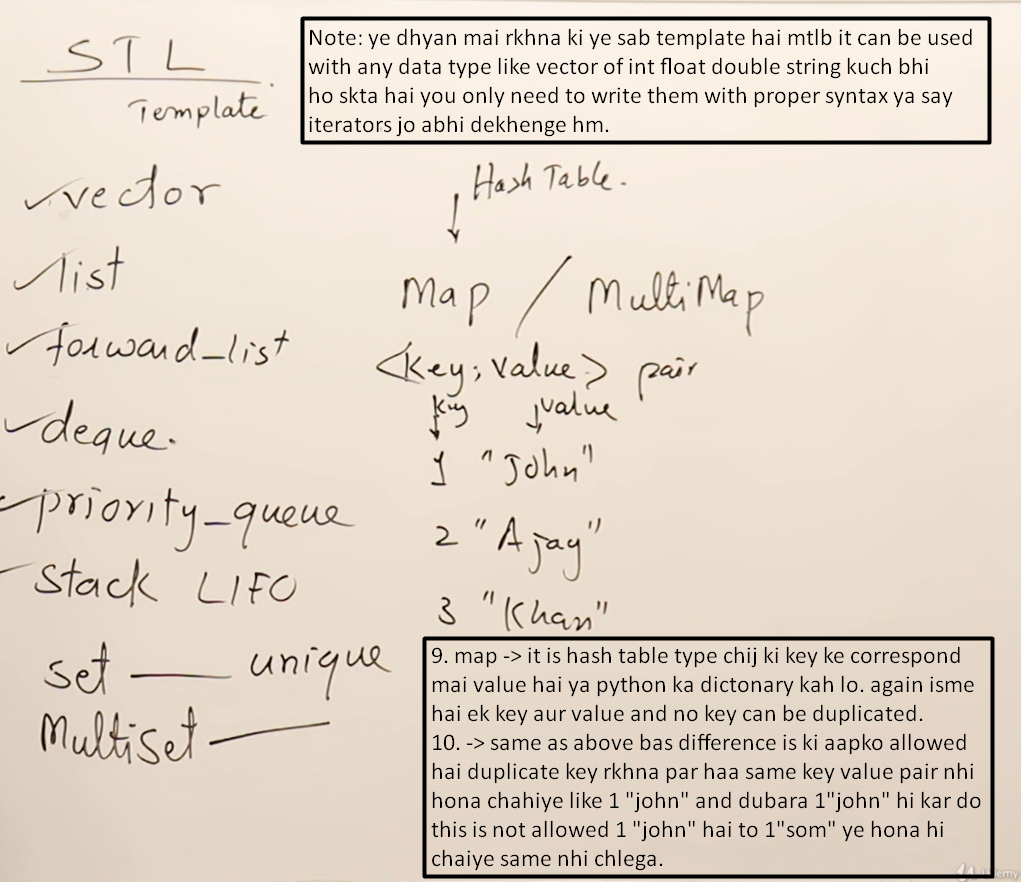 STL
Template
Note: ye dhyan mai rkhna ki ye sab template hai mtlb it can be used
with any data type like vector of int float double string kuch bhi
ho skta hai you only need to write them with proper syntax ya say
iterators jo abhi dekhenge hm.
vector
list
forward_list
deque.
priority_queue
Stack LIFO
set — unique
Multiset —
Hash Table.
Map / MultiMap
<key, value> pair
key value
1 "John"
2 "Ajay"
3 "Khan"
9. map -> it is hash table type chij ki key ke correspond
mai value hai ya python ka dictonary kah lo. again isme
hai ek key aur value and no key can be duplicated.
10. -> same as above bas difference is ki aapko allowed
hai duplicate key rkhna par haa same key value pair nhi
hona chahiye like 1 "john" and dubara 1"john" hi kar do
this is not allowed 1 "john" hai to 1"som" ye hona hi
chaiye same nhi chlega.
Udemy